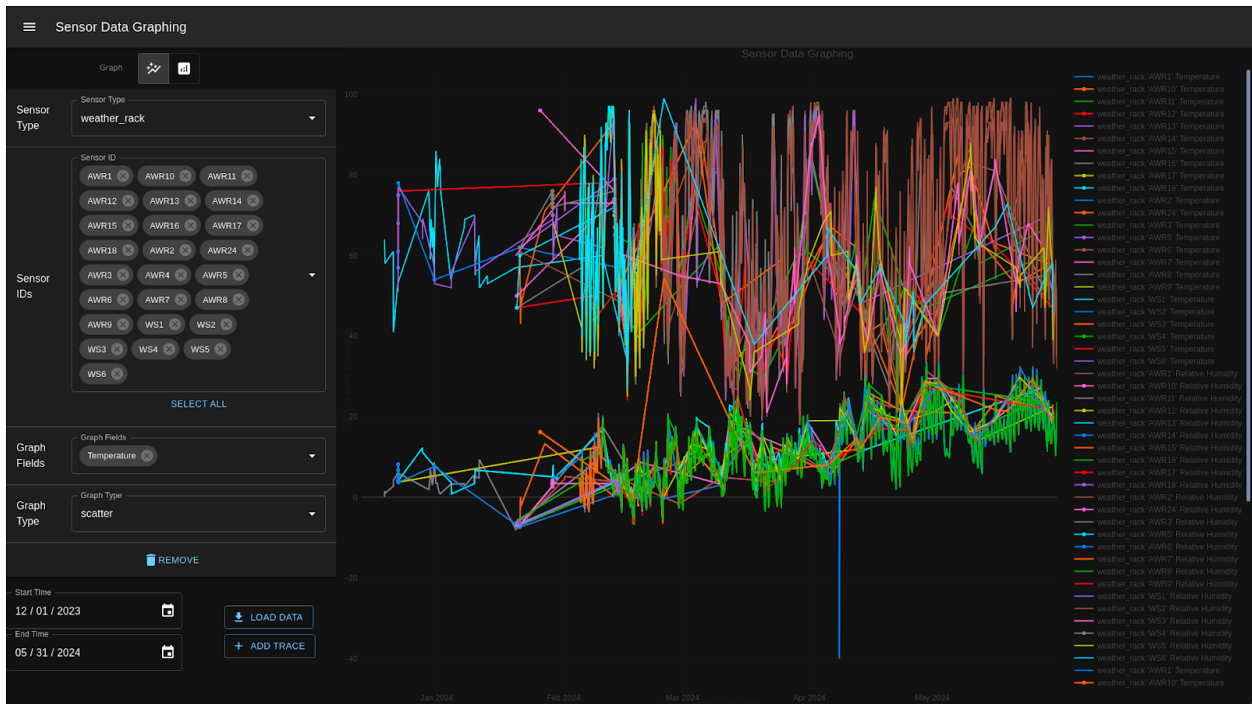 Sensor Data Graphing
Graph
Sensor Type
Sensor Type
weather_rack
Sensor IDs
Sensor ID
AWR1 AWR10 AWR11
AWR12 AWR13 AWR14
AWR15 AWR16 AWR17
AWR18 AWR2 AWR24
AWR3 AWR4 AWR5
AWR6 AWR7 AWR8
AWR9 WS1 WS2
WS3 WS4 WS5
WS6
SELECT ALL
Graph Fields
Graph Fields
Temperature
Graph Type
Graph Type
scatter
REMOVE
Start Time
12 / 01 / 2023
End Time
05 / 31 / 2024
LOAD DATA
ADD TRACE
Sensor Data Graphing
100
80
60
40
20
0
−20
−40
Jan 2024 Feb 2024 Mar 2024 Apr 2024 May 2024
weather_rack 'AWR1' Temperature
weather_rack 'AWR10' Temperature
weather_rack 'AWR11' Temperature
weather_rack 'AWR12' Temperature
weather_rack 'AWR13' Temperature
weather_rack 'AWR14' Temperature
weather_rack 'AWR15' Temperature
weather_rack 'AWR16' Temperature
weather_rack 'AWR17' Temperature
weather_rack 'AWR18' Temperature
weather_rack 'AWR2' Temperature
weather_rack 'AWR24' Temperature
weather_rack 'AWR3' Temperature
weather_rack 'AWR5' Temperature
weather_rack 'AWR6' Temperature
weather_rack 'AWR7' Temperature
weather_rack 'AWR8' Temperature
weather_rack 'AWR9' Temperature
weather_rack 'WS1' Temperature
weather_rack 'WS2' Temperature
weather_rack 'WS3' Temperature
weather_rack 'WS4' Temperature
weather_rack 'WS5' Temperature
weather_rack 'WS6' Temperature
weather_rack 'AWR1' Relative Humidity
weather_rack 'AWR10' Relative Humidity
weather_rack 'AWR11' Relative Humidity
weather_rack 'AWR12' Relative Humidity
weather_rack 'AWR13' Relative Humidity
weather_rack 'AWR14' Relative Humidity
weather_rack 'AWR15' Relative Humidity
weather_rack 'AWR16' Relative Humidity
weather_rack 'AWR17' Relative Humidity
weather_rack 'AWR18' Relative Humidity
weather_rack 'AWR2' Relative Humidity
weather_rack 'AWR24' Relative Humidity
weather_rack 'AWR3' Relative Humidity
weather_rack 'AWR5' Relative Humidity
weather_rack 'AWR6' Relative Humidity
weather_rack 'AWR7' Relative Humidity
weather_rack 'AWR8' Relative Humidity
weather_rack 'AWR9' Relative Humidity
weather_rack 'WS1' Relative Humidity
weather_rack 'WS2' Relative Humidity
weather_rack 'WS3' Relative Humidity
weather_rack 'WS4' Relative Humidity
weather_rack 'WS5' Relative Humidity
weather_rack 'WS6' Relative Humidity
weather_rack 'AWR1' Temperature
weather_rack 'AWR10' Temperature